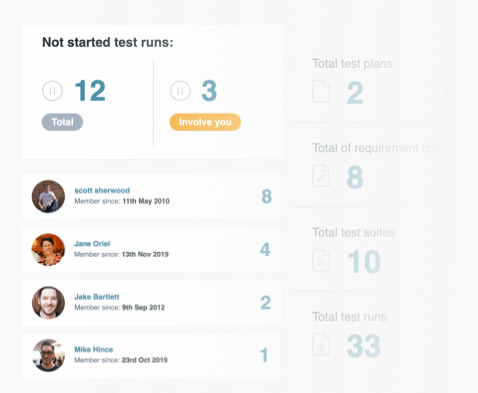 Not started test runs:
12
Total
3
Involve you
scott sherwood
Member since: 11th May 2010
8
Jane Oriel
Member since: 13th Nov 2019
4
Jake Bartlett
Member since: 9th Sep 2012
2
Mike Hince
Member since: 23rd Oct 2019
1
Total test plans
2
Total of requirement docs
8
Total test suites
10
Total test runs
33